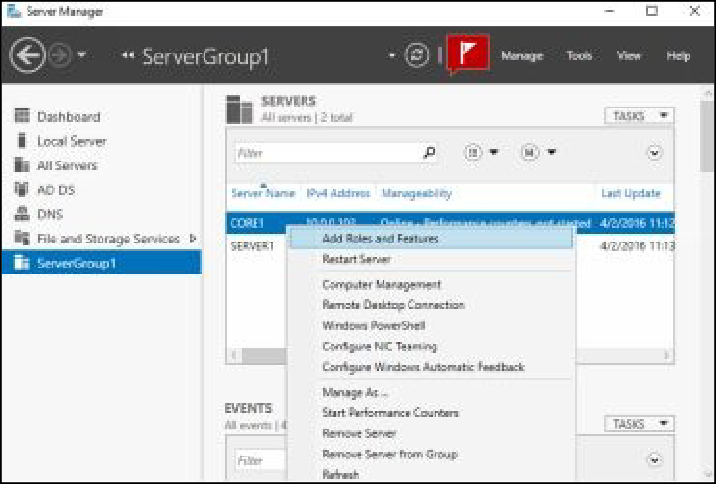 Server Manager
ServerGroup1
Manage Tools View Help
Dashboard
Local Server
All Servers
AD DS
DNS
File and Storage Services
ServerGroup1
SERVERS
All servers | 2 total
TASKS
Filter
Server Name IPv4 Address Manageability Last Update
CORE1 Online - Performance counters not started 4/2/2016 11:12
SERVER1 4/2/2016 11:13
Add Roles and Features
Restart Server
Computer Management
Remote Desktop Connection
Windows PowerShell
Configure NIC Teaming
Configure Windows Automatic Feedback
Manage As ...
Start Performance Counters
Remove Server
Remove Server from Group
Refresh
EVENTS
All events | 4
TASKS
Filter